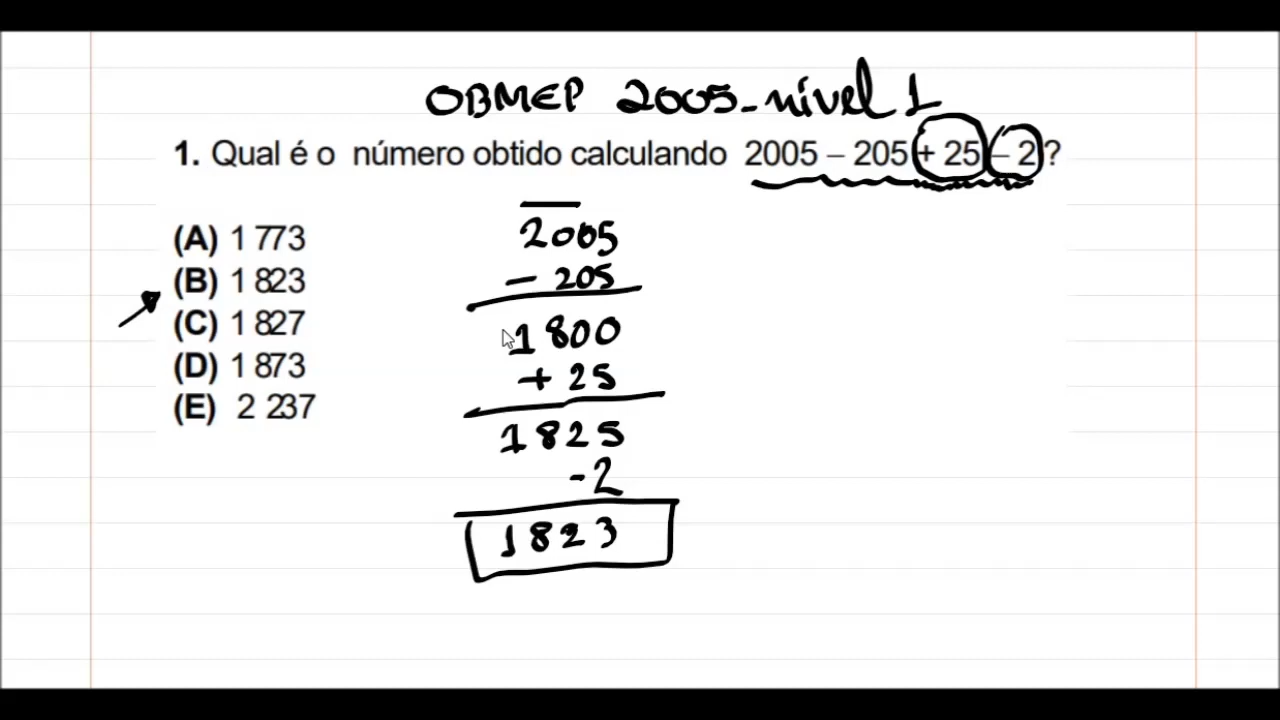 OBMEP 2005-nível 1
1. Qual é o número obtido calculando 2005 – 205 + 25 – 2 ?
(A) 1 773
(B) 1 823
(C) 1 827
(D) 1 873
(E) 2 237
2005
- 205
1800
+ 25
1825
-2
1823